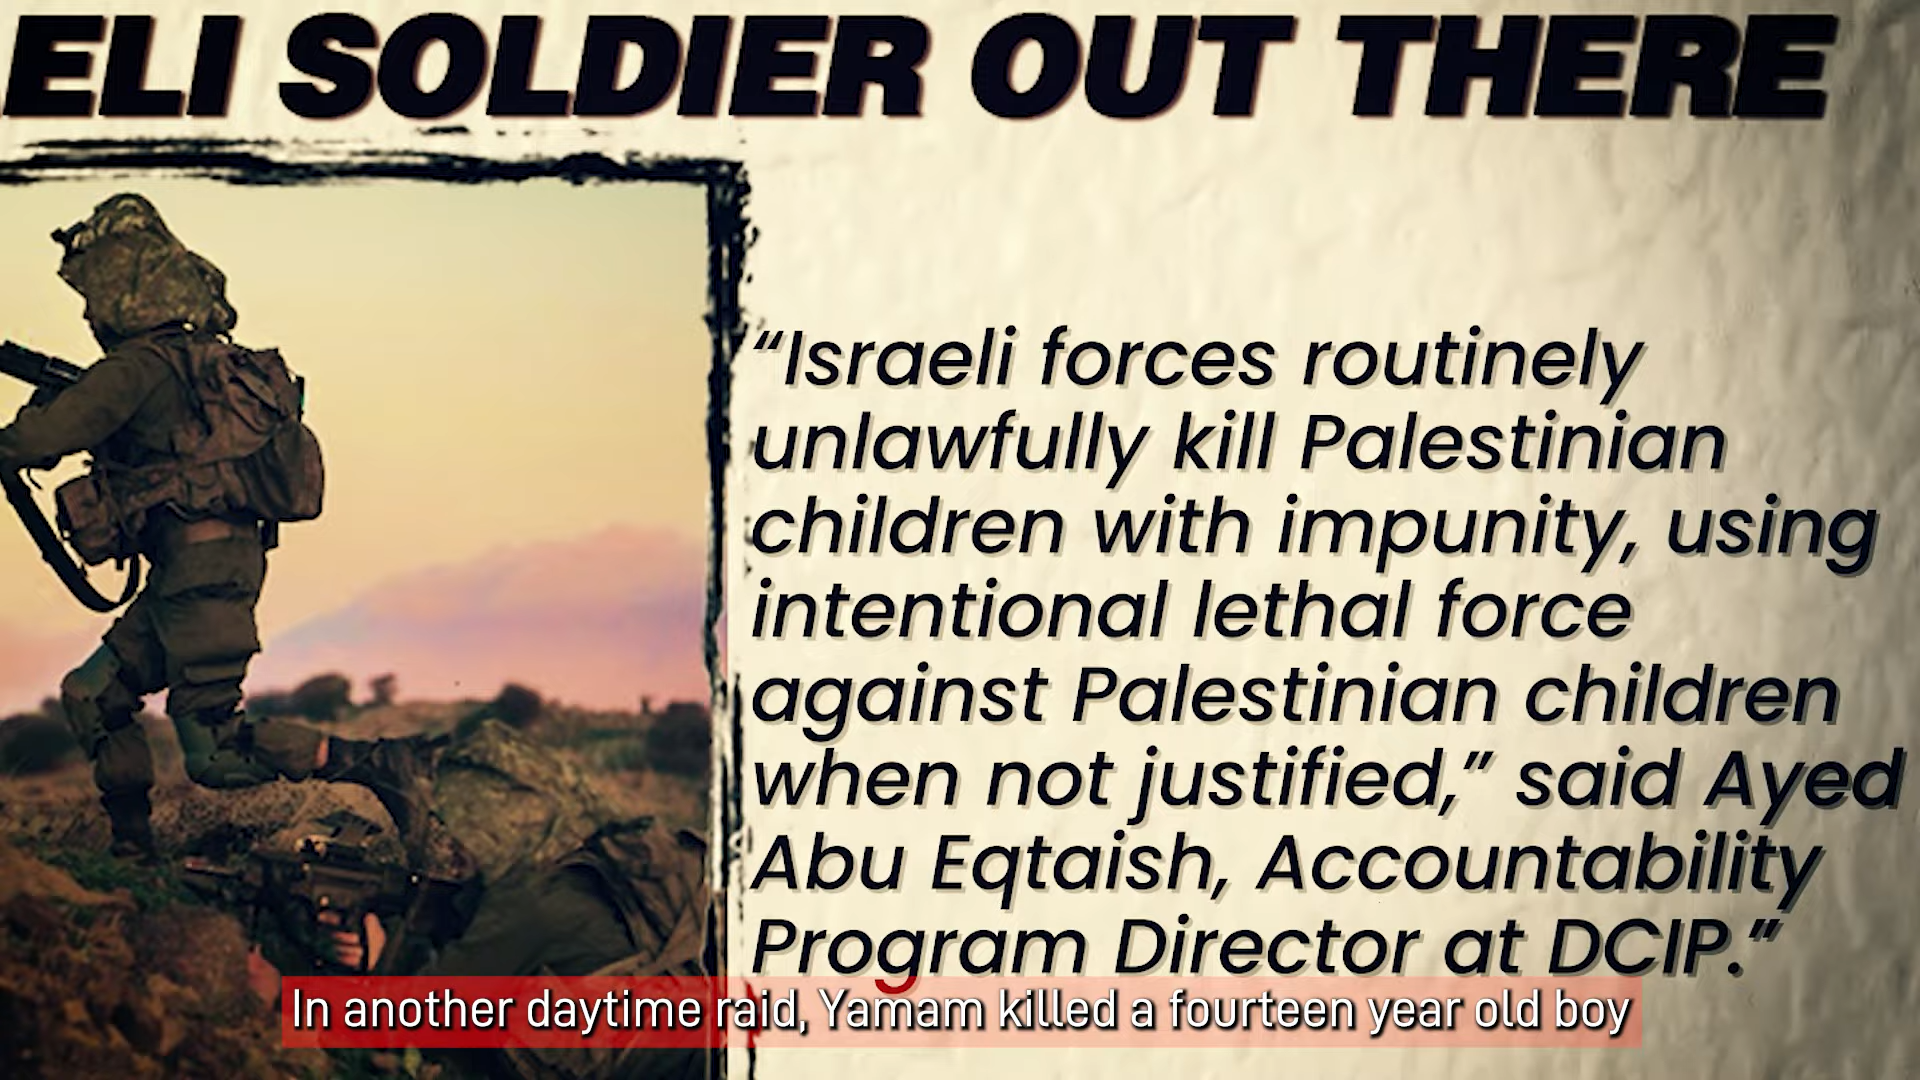 ELI SOLDIER OUT THERE
“Israeli forces routinely
unlawfully kill Palestinian
children with impunity, using
intentional lethal force
against Palestinian children
when not justified,” said Ayed
Abu Eqtaish, Accountability
Program Director at DCIP.”
In another daytime raid, Yamam killed a fourteen year old boy